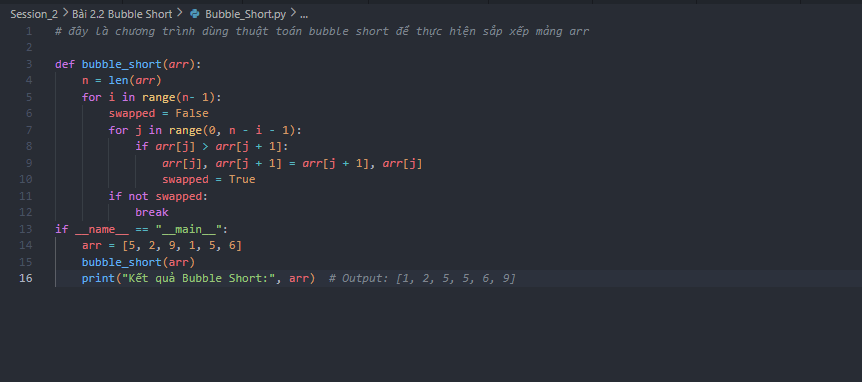 Session_2 > Bài 2.2 Bubble Short > Bubble_Short.py > ...
1 # đây là chương trình dùng thuật toán bubble short để thực hiện sắp xếp mảng arr
2
3 def bubble_short(arr):
4     n = len(arr)
5     for i in range(n- 1):
6         swapped = False
7         for j in range(0, n - i - 1):
8             if arr[j] > arr[j + 1]:
9                 arr[j], arr[j + 1] = arr[j + 1], arr[j]
10                 swapped = True
11         if not swapped:
12             break
13 if __name__ == "__main__":
14     arr = [5, 2, 9, 1, 5, 6]
15     bubble_short(arr)
16     print("Kết quả Bubble Short:", arr)  # Output: [1, 2, 5, 5, 6, 9]